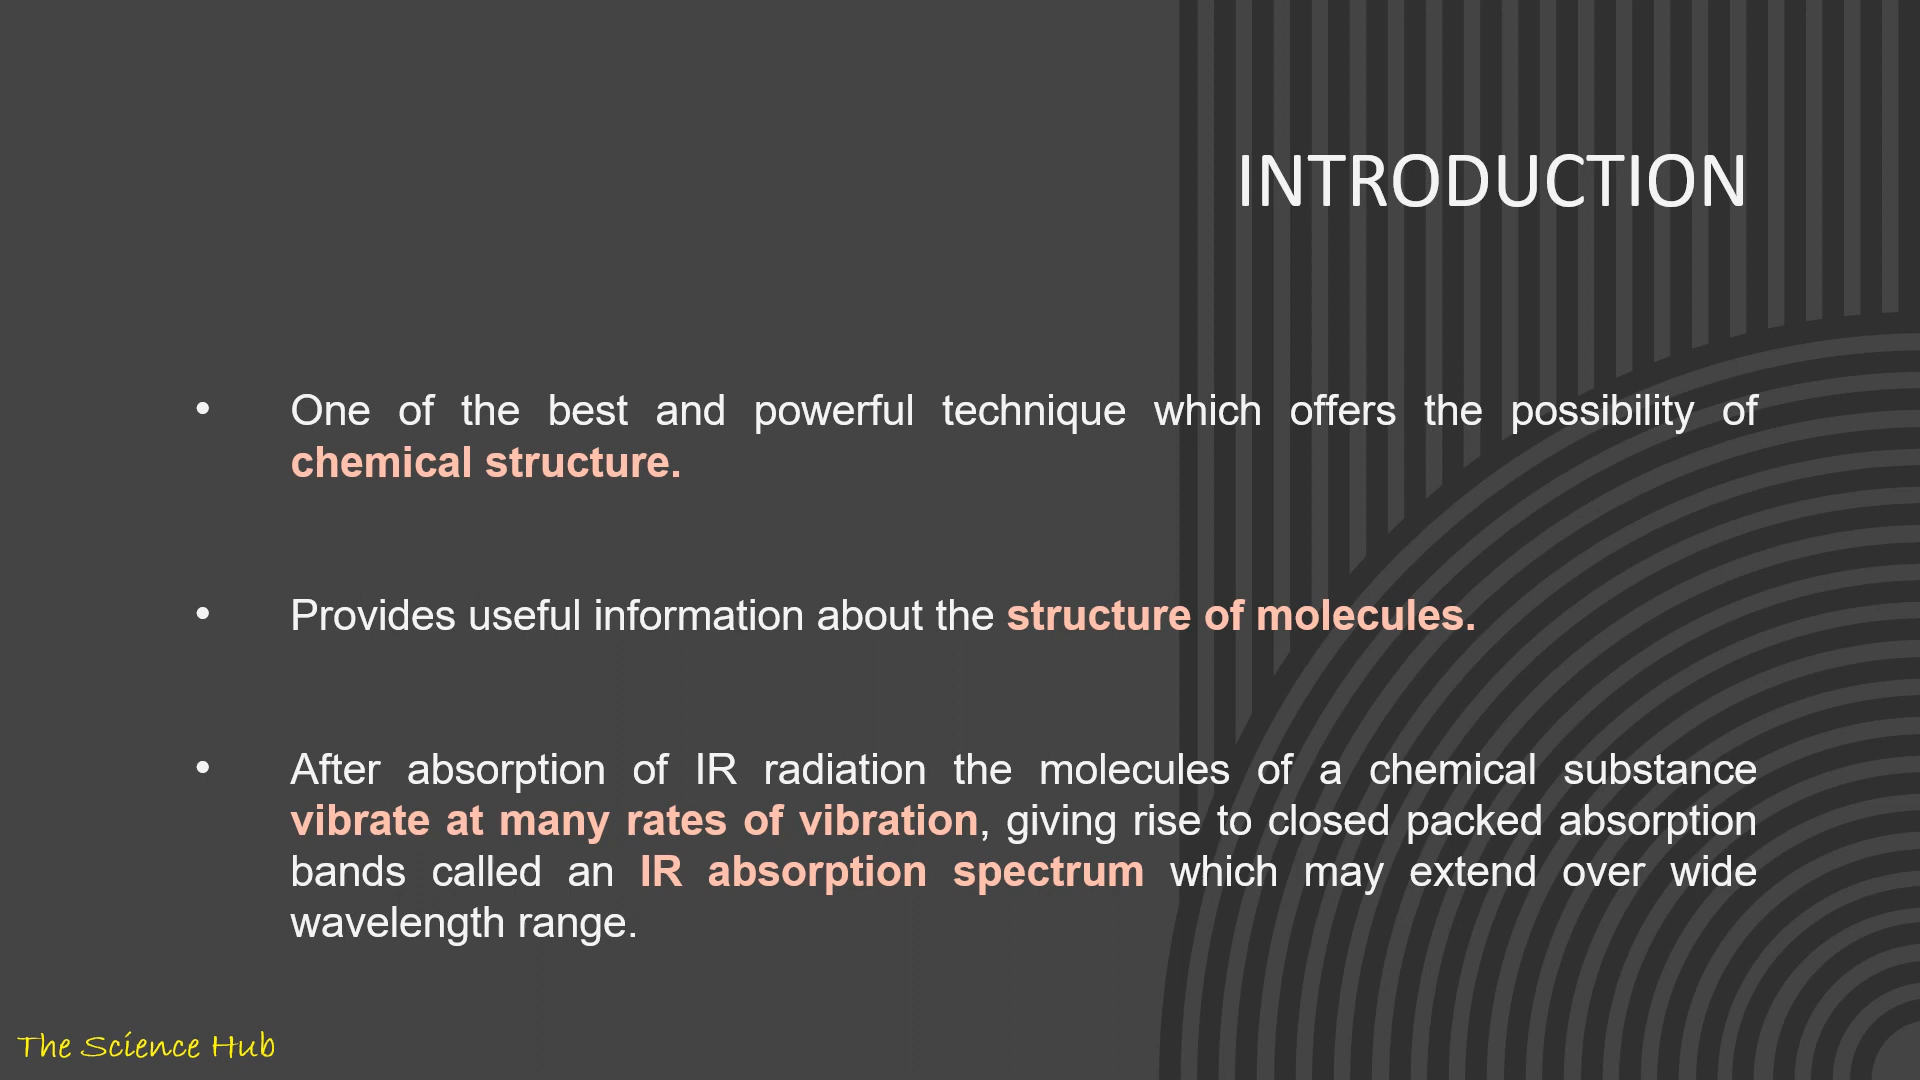 INTRODUCTION
• One of the best and powerful technique which offers the possibility of
chemical structure.
• Provides useful information about the structure of molecules.
• After absorption of IR radiation the molecules of a chemical substance
vibrate at many rates of vibration, giving rise to closed packed absorption
bands called an IR absorption spectrum which may extend over wide
wavelength range.
The Science Hub